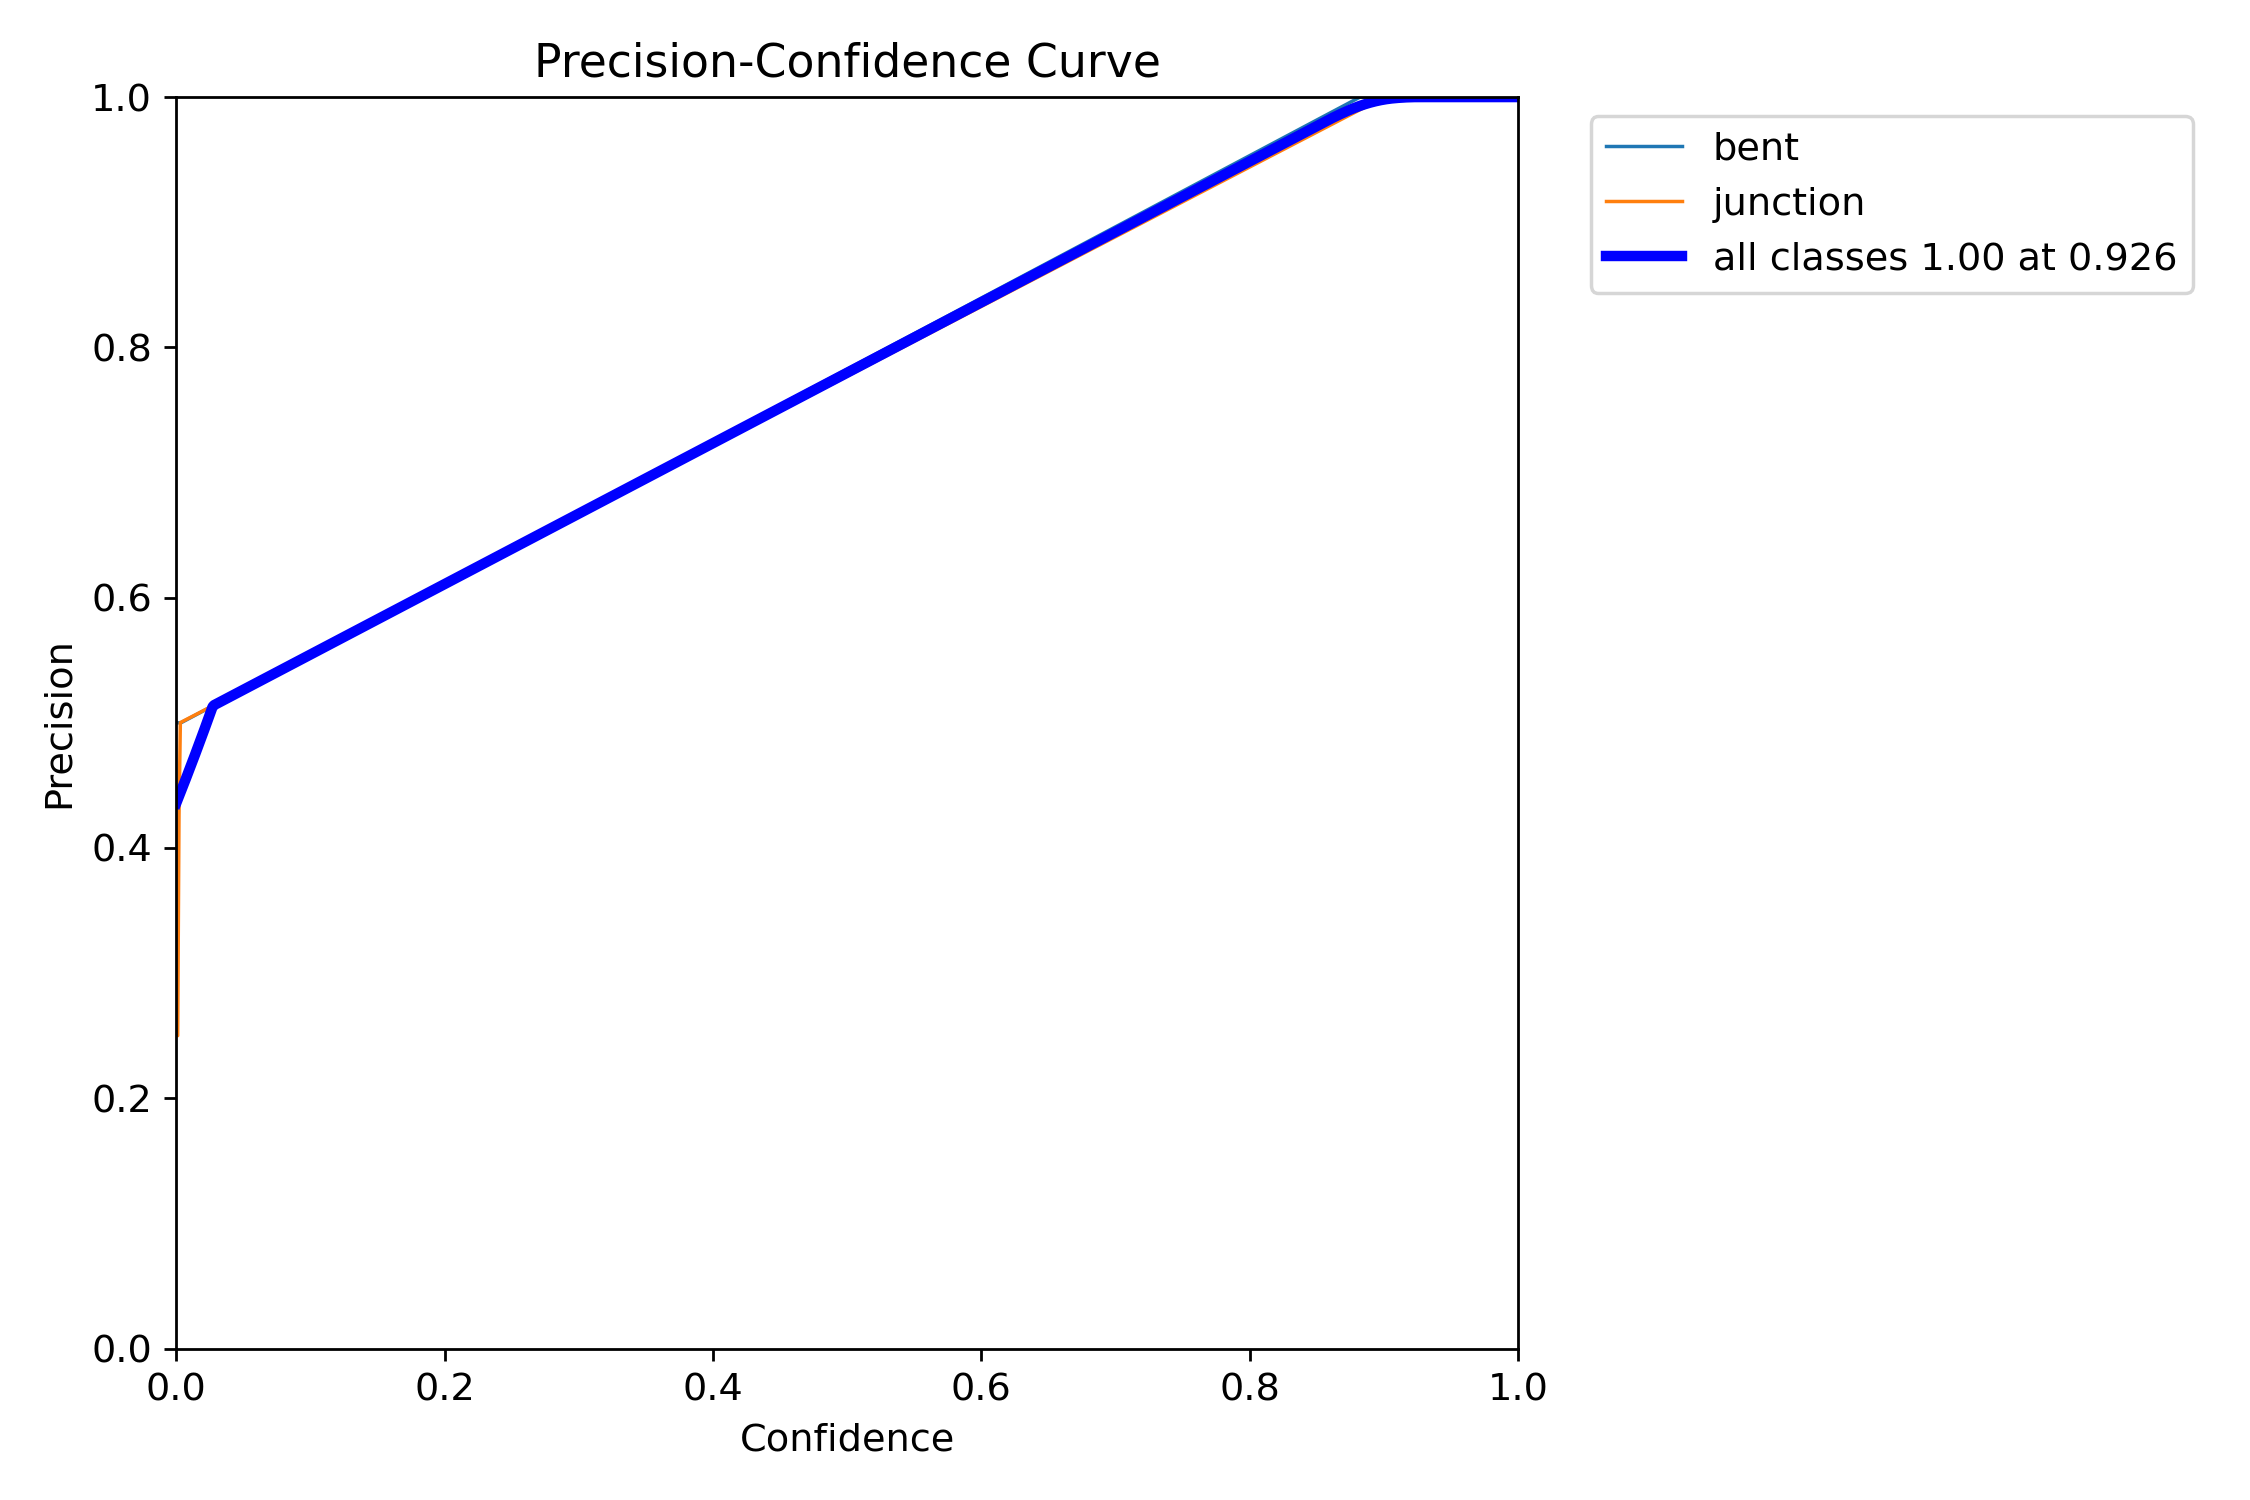 Precision-Confidence Curve
1.0
0.8
0.6
0.4
0.2
0.0
Precision
0.0 0.2 0.4 0.6 0.8 1.0
Confidence
bent
junction
all classes 1.00 at 0.926